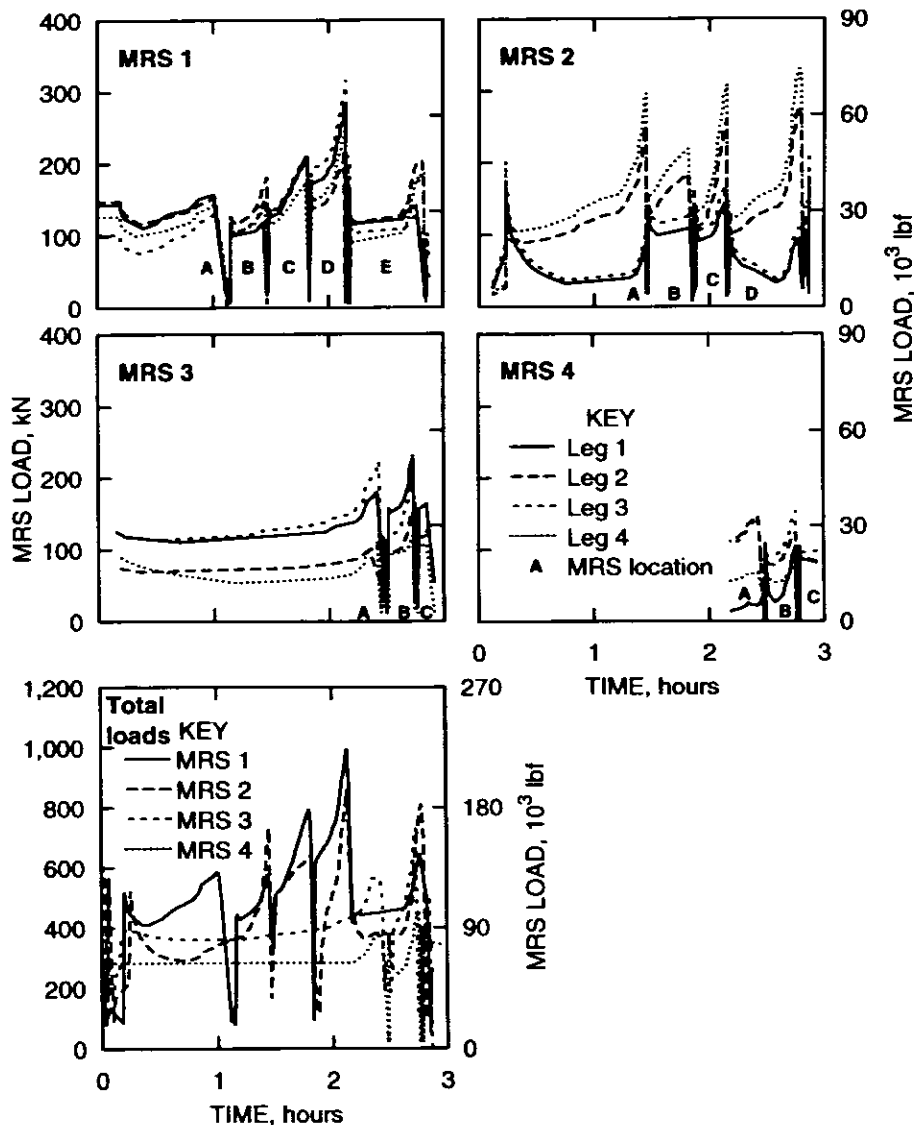 400
300
200
100
0
MRS 1
A
B
C
D
E
MRS 2
A
B
C
D
90
60
30
0
MRS LOAD, 10³ lbf
MRS LOAD, kN
400
300
200
100
0
MRS 3
A
B
C
MRS 4
KEY
Leg 1
Leg 2
Leg 3
Leg 4
A MRS location
A
B
C
90
60
30
0
0 1 2 3
TIME, hours
1,200
1,000
800
600
400
200
0
Total
loads KEY
MRS 1
MRS 2
MRS 3
MRS 4
270
180
90
0
MRS LOAD, 10³ lbf
0 1 2 3
TIME, hours